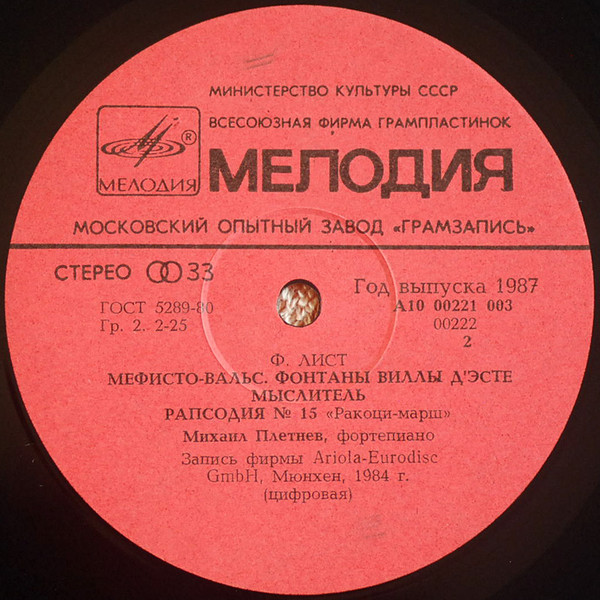 МИНИСТЕРСТВО КУЛЬТУРЫ СССР
ВСЕСОЮЗНАЯ ФИРМА ГРАМПЛАСТИНОК
®
МЕЛОДИЯ
МЕЛОДИЯ
МОСКОВСКИЙ ОПЫТНЫЙ ЗАВОД «ГРАМЗАПИСЬ»
СТЕРЕО 33
Год выпуска 1987
ГОСТ 5289-80
А10 00221 003
Гр. 2. 2-25
00222
2
Ф. ЛИСТ
МЕФИСТО-ВАЛЬС. ФОНТАНЫ ВИЛЛЫ Д'ЭСТЕ
МЫСЛИТЕЛЬ
РАПСОДИЯ № 15 «Ракоци-марш»
Михаил Плетнев, фортепиано
Запись фирмы Ariola-Eurodisc
GmbH, Мюнхен, 1984 г.
(цифровая)